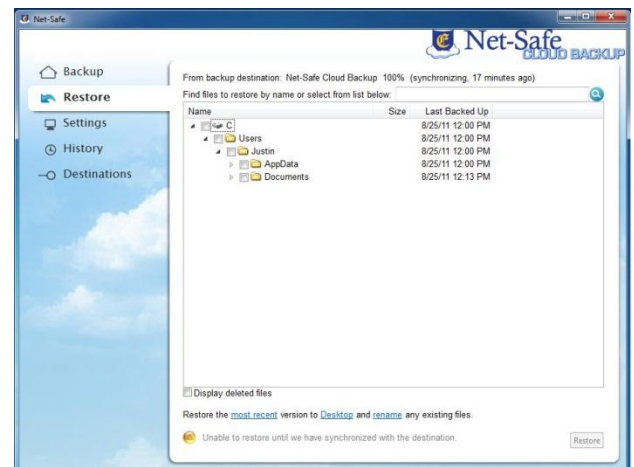 Net-Safe
Net-Safe
CLOUD BACKUP
Backup
Restore
Settings
History
Destinations
From backup destination: Net-Safe Cloud Backup 100% (synchronizing, 17 minutes ago)
Find files to restore by name or select from list below:
Name Size Last Backed Up
C 8/25/11 12:00 PM
Users 8/25/11 12:00 PM
Justin 8/25/11 12:00 PM
AppData 8/25/11 12:00 PM
Documents 8/25/11 12:13 PM
Display deleted files
Restore the most recent version to Desktop and rename any existing files.
Unable to restore until we have synchronized with the destination.
Restore